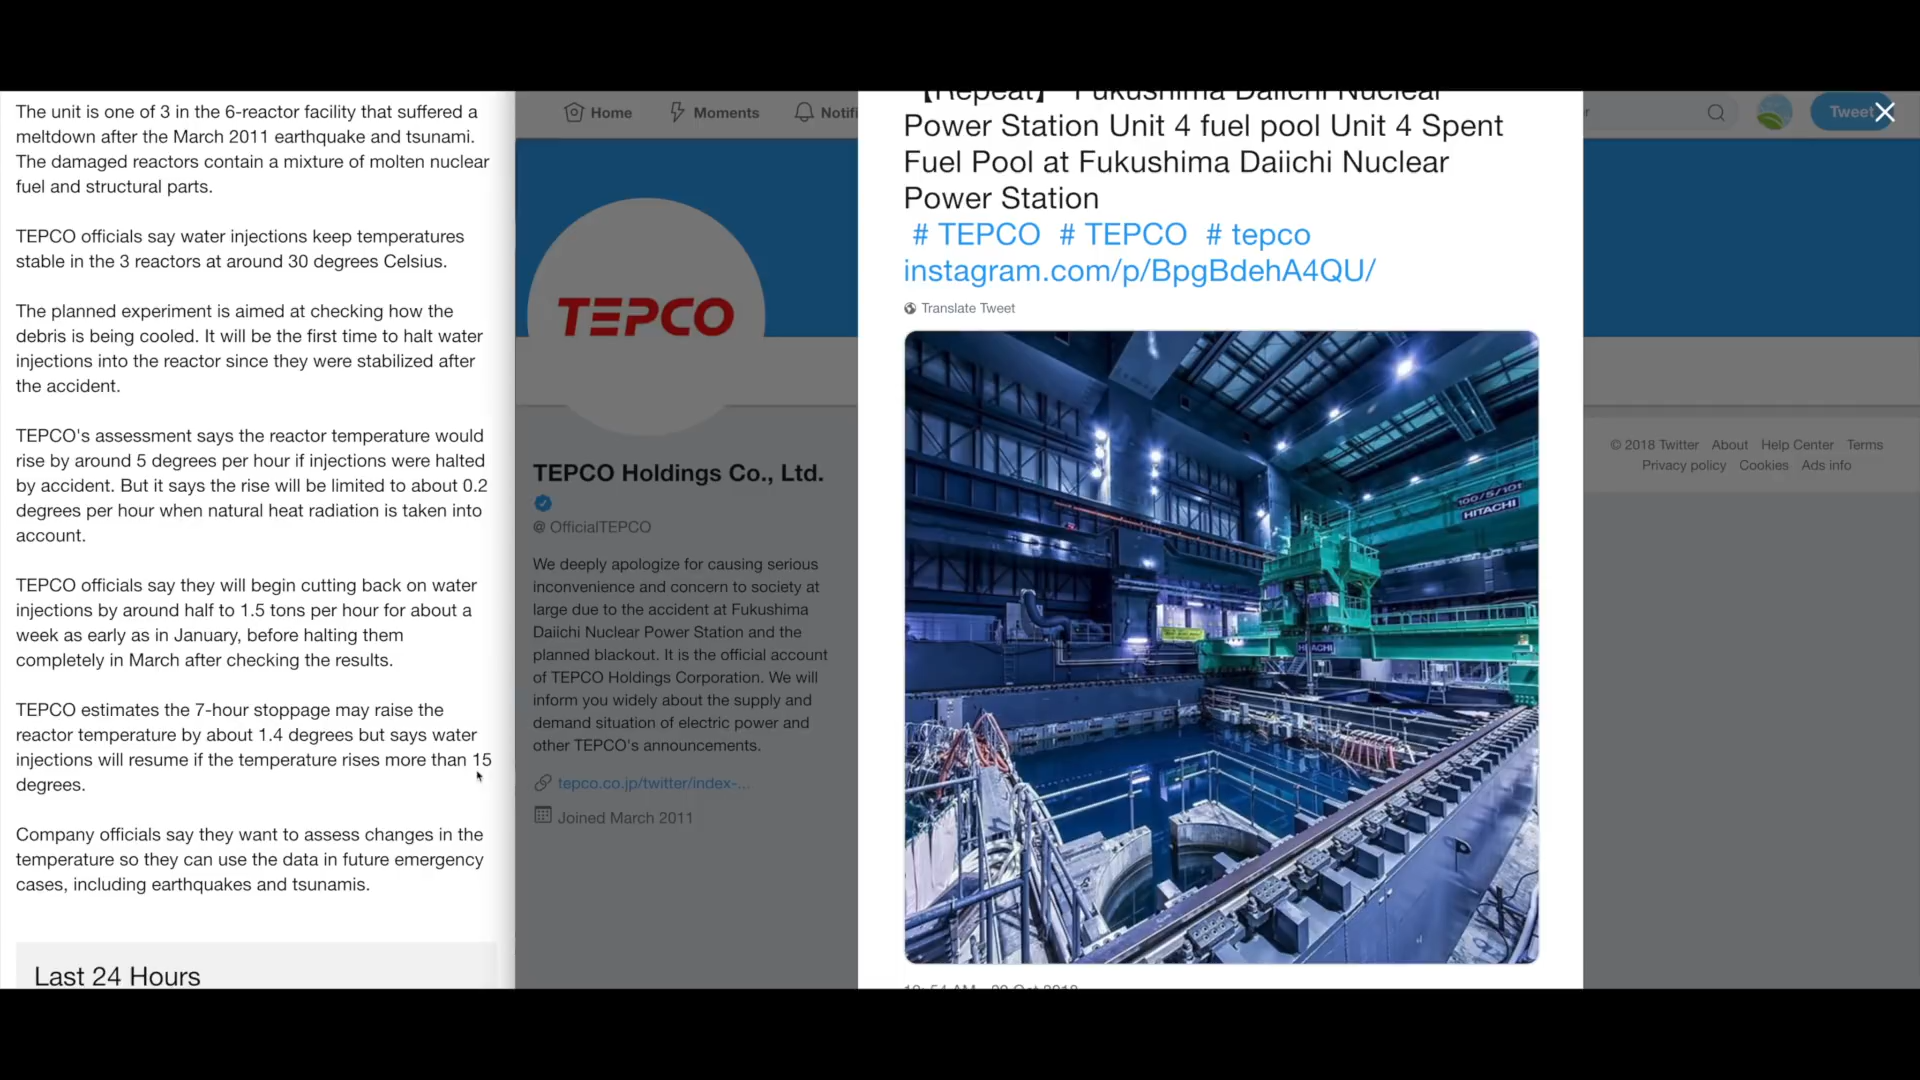 The unit is one of 3 in the 6-reactor facility that suffered a
meltdown after the March 2011 earthquake and tsunami.
The damaged reactors contain a mixture of molten nuclear
fuel and structural parts.
TEPCO officials say water injections keep temperatures
stable in the 3 reactors at around 30 degrees Celsius.
The planned experiment is aimed at checking how the
debris is being cooled. It will be the first time to halt water
injections into the reactor since they were stabilized after
the accident.
TEPCO's assessment says the reactor temperature would
rise by around 5 degrees per hour if injections were halted
by accident. But it says the rise will be limited to about 0.2
degrees per hour when natural heat radiation is taken into
account.
TEPCO officials say they will begin cutting back on water
injections by around half to 1.5 tons per hour for about a
week as early as in January, before halting them
completely in March after checking the results.
TEPCO estimates the 7-hour stoppage may raise the
reactor temperature by about 1.4 degrees but says water
injections will resume if the temperature rises more than 15
degrees.
Company officials say they want to assess changes in the
temperature so they can use the data in future emergency
cases, including earthquakes and tsunamis.
Last 24 Hours
Home
Moments
Notifi
TEPCO
TEPCO Holdings Co., Ltd.
@ OfficialTEPCO
We deeply apologize for causing serious
inconvenience and concern to society at
large due to the accident at Fukushima
Daiichi Nuclear Power Station and the
planned blackout. It is the official account
of TEPCO Holdings Corporation. We will
inform you widely about the supply and
demand situation of electric power and
other TEPCO's announcements.
tepco.co.jp/twitter/index-...
Joined March 2011
【Repeat】 Fukushima Daiichi Nuclear
Power Station Unit 4 fuel pool Unit 4 Spent
Fuel Pool at Fukushima Daiichi Nuclear
Power Station
# TEPCO # TEPCO # tepco
instagram.com/p/BpgBdehA4QU/
Translate Tweet
100/5/10t
HITACHI
HITACHI
Tweet
© 2018 Twitter About Help Center Terms
Privacy policy Cookies Ads info